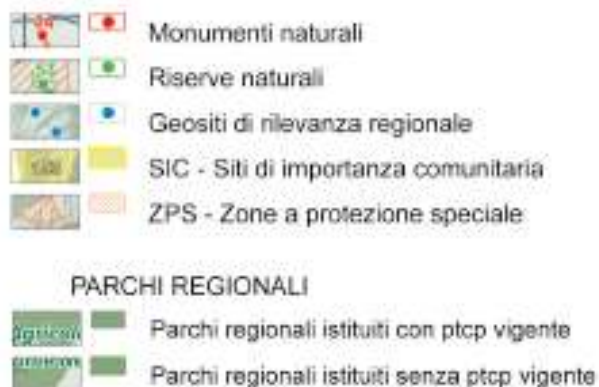 Monumenti naturali
Riserve naturali
Geositi di rilevanza regionale
SIC - Siti di importanza comunitaria
ZPS - Zone a protezione speciale
PARCHI REGIONALI
Parchi regionali istituiti con ptcp vigente
Parchi regionali istituiti senza ptcp vigente